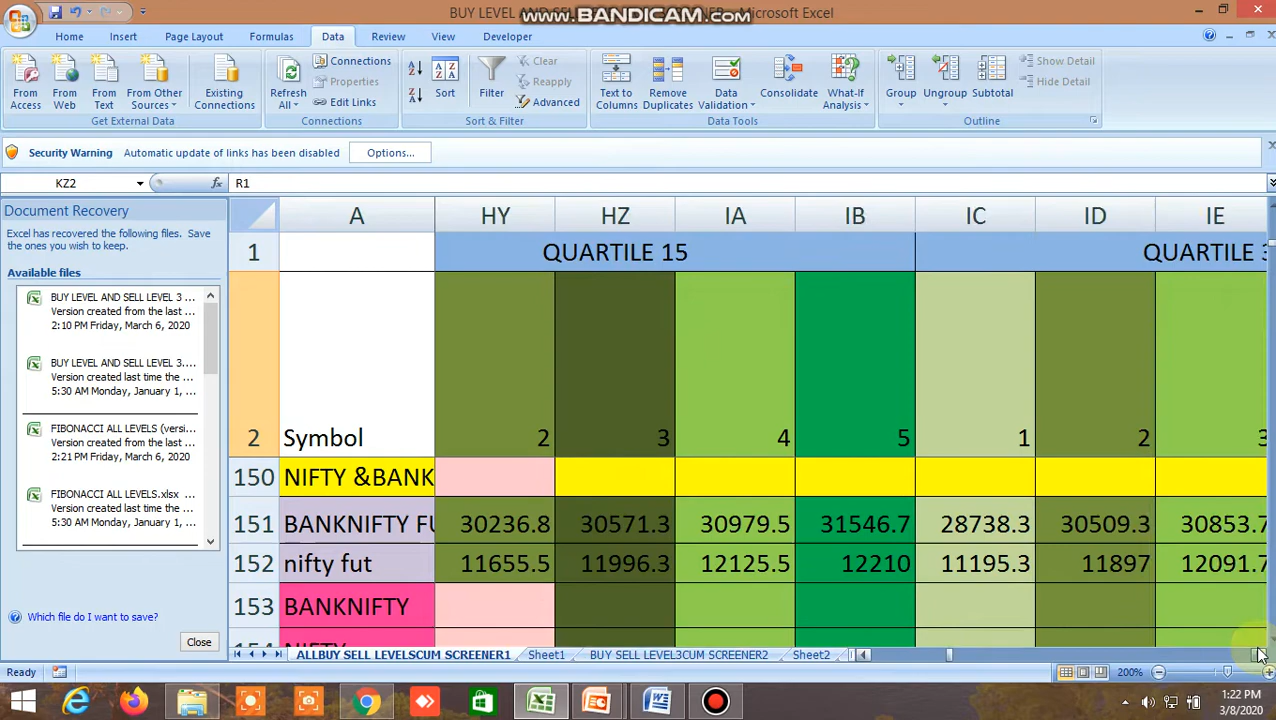 BUY LEVEL AND SELL LEVEL 3 SCREENER - Microsoft Excel
www.BANDICAM.com
Home Insert Page Layout Formulas Data Review View Developer
From Access
From Web
From Text
From Other Sources
Existing Connections
Get External Data
Refresh All
Connections
Properties
Edit Links
Connections
Sort
Filter
Clear
Reapply
Advanced
Sort & Filter
Text to Columns
Remove Duplicates
Data Validation
Consolidate
What-If Analysis
Data Tools
Group
Ungroup
Subtotal
Show Detail
Hide Detail
Outline
Security Warning Automatic update of links has been disabled Options...
KZ2 fx R1
Document Recovery
Excel has recovered the following files. Save the ones you wish to keep.
Available files
BUY LEVEL AND SELL LEVEL 3 ...
Version created from the last ...
2:10 PM Friday, March 6, 2020
BUY LEVEL AND SELL LEVEL 3....
Version created last time the ...
5:30 AM Monday, January 1, ...
FIBONACCI ALL LEVELS (versi...
Version created from the last ...
2:21 PM Friday, March 6, 2020
FIBONACCI ALL LEVELS.xlsx ...
Version created last time the ...
5:30 AM Monday, January 1, ...
Which file do I want to save?
Close
A HY HZ IA IB IC ID IE
1 QUARTILE 15 QUARTILE 3
2 Symbol 2 3 4 5 1 2 3
150 NIFTY &BANK
151 BANKNIFTY FU 30236.8 30571.3 30979.5 31546.7 28738.3 30509.3 30853.7
152 nifty fut 11655.5 11996.3 12125.5 12210 11195.3 11897 12091.7
153 BANKNIFTY
154 NIFTY
ALLBUY SELL LEVELSCUM SCREENER1 Sheet1 BUY SELL LEVEL3CUM SCREENER2 Sheet2
Ready 200%
1:22 PM
3/8/2020